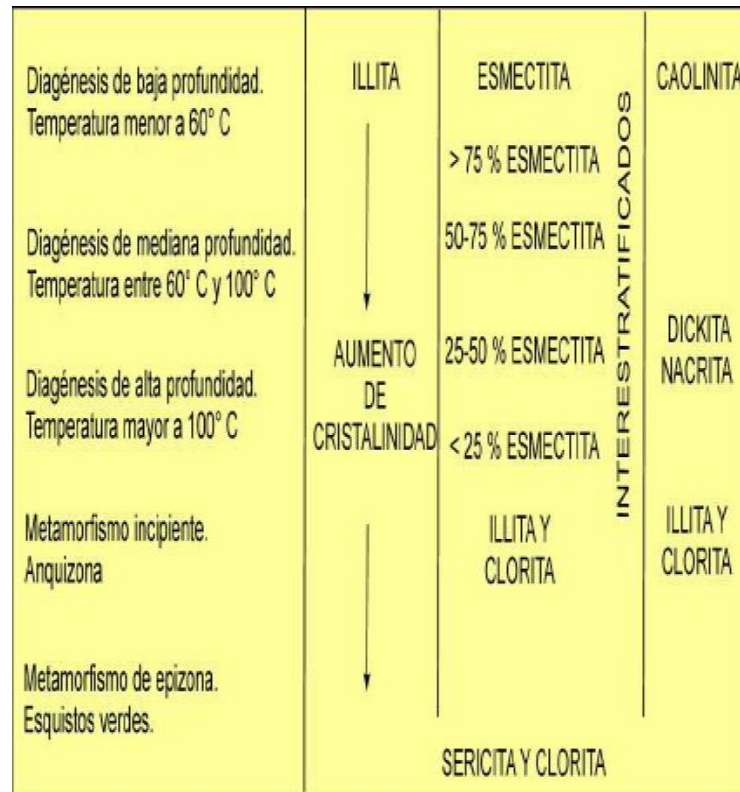 Diagénesis de baja profundidad.
Temperatura menor a 60° C
Diagénesis de mediana profundidad.
Temperatura entre 60° C y 100° C
Diagénesis de alta profundidad.
Temperatura mayor a 100° C
Metamorfismo incipiente.
Anquizona
Metamorfismo de epizona.
Esquistos verdes.
ILLITA
AUMENTO
DE
CRISTALINIDAD
ESMECTITA
> 75 % ESMECTITA
50-75 % ESMECTITA
25-50 % ESMECTITA
< 25 % ESMECTITA
ILLITA Y
CLORITA
INTERESTRATIFICADOS
CAOLINITA
DICKITA
NACRITA
ILLITA Y
CLORITA
SERICITA Y CLORITA